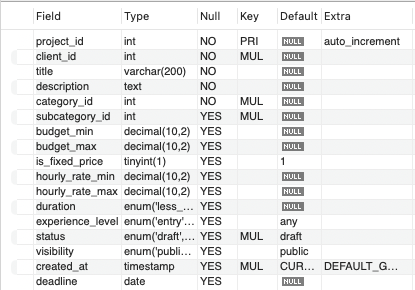 Field Type Null Key Default Extra
project_id int NO PRI NULL auto_increment
client_id int NO MUL NULL
title varchar(200) NO NULL
description text NO NULL
category_id int NO MUL NULL
subcategory_id int YES MUL NULL
budget_min decimal(10,2) YES NULL
budget_max decimal(10,2) YES NULL
is_fixed_price tinyint(1) YES 1
hourly_rate_min decimal(10,2) YES NULL
hourly_rate_max decimal(10,2) YES NULL
duration enum('less_... YES NULL
experience_level enum('entry'... YES any
status enum('draft',... YES MUL draft
visibility enum('publi... YES public
created_at timestamp YES MUL CUR... DEFAULT_G...
deadline date YES NULL